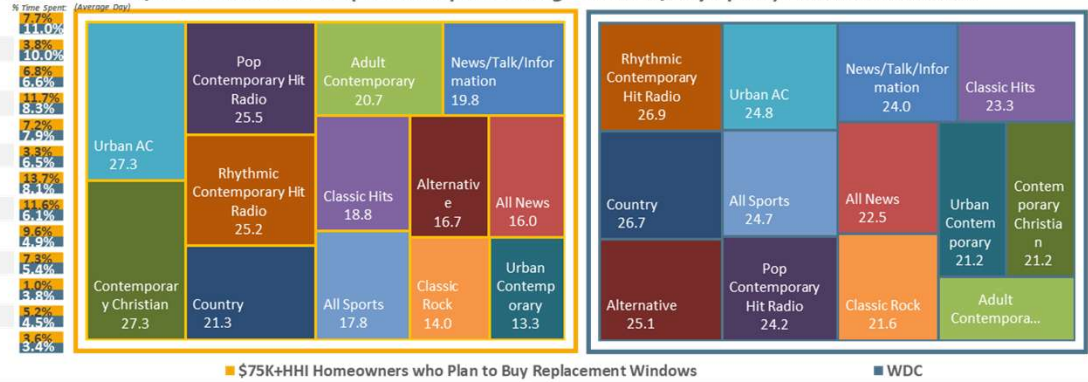 % Time Spent: (Average Day)
7.7%
11.0%
3.8%
10.0%
6.8%
6.6%
11.7%
8.3%
7.2%
7.9%
3.3%
6.5%
13.7%
8.1%
11.6%
6.1%
9.6%
4.9%
7.3%
5.4%
1.0%
3.8%
5.2%
4.5%
3.6%
3.4%
Urban AC
27.3
Contemporar
y Christian
27.3
Pop
Contemporary Hit
Radio
25.5
Rhythmic
Contemporary Hit
Radio
25.2
Country
21.3
Adult
Contemporary
20.7
News/Talk/Infor
mation
19.8
Classic Hits
18.8
Alternativ
e
16.7
All News
16.0
All Sports
17.8
Classic
Rock
14.0
Urban
Contemp
orary
13.3
Rhythmic
Contemporary
Hit Radio
26.9
Country
26.7
Alternative
25.1
Urban AC
24.8
All Sports
24.7
Pop
Contemporary
Hit Radio
24.2
News/Talk/Infor
mation
24.0
Classic Hits
23.3
All News
22.5
Classic Rock
21.6
Urban
Contem
porary
21.2
Contem
porary
Christia
n
21.2
Adult
Contempora...
$75K+HHI Homeowners who Plan to Buy Replacement Windows
WDC